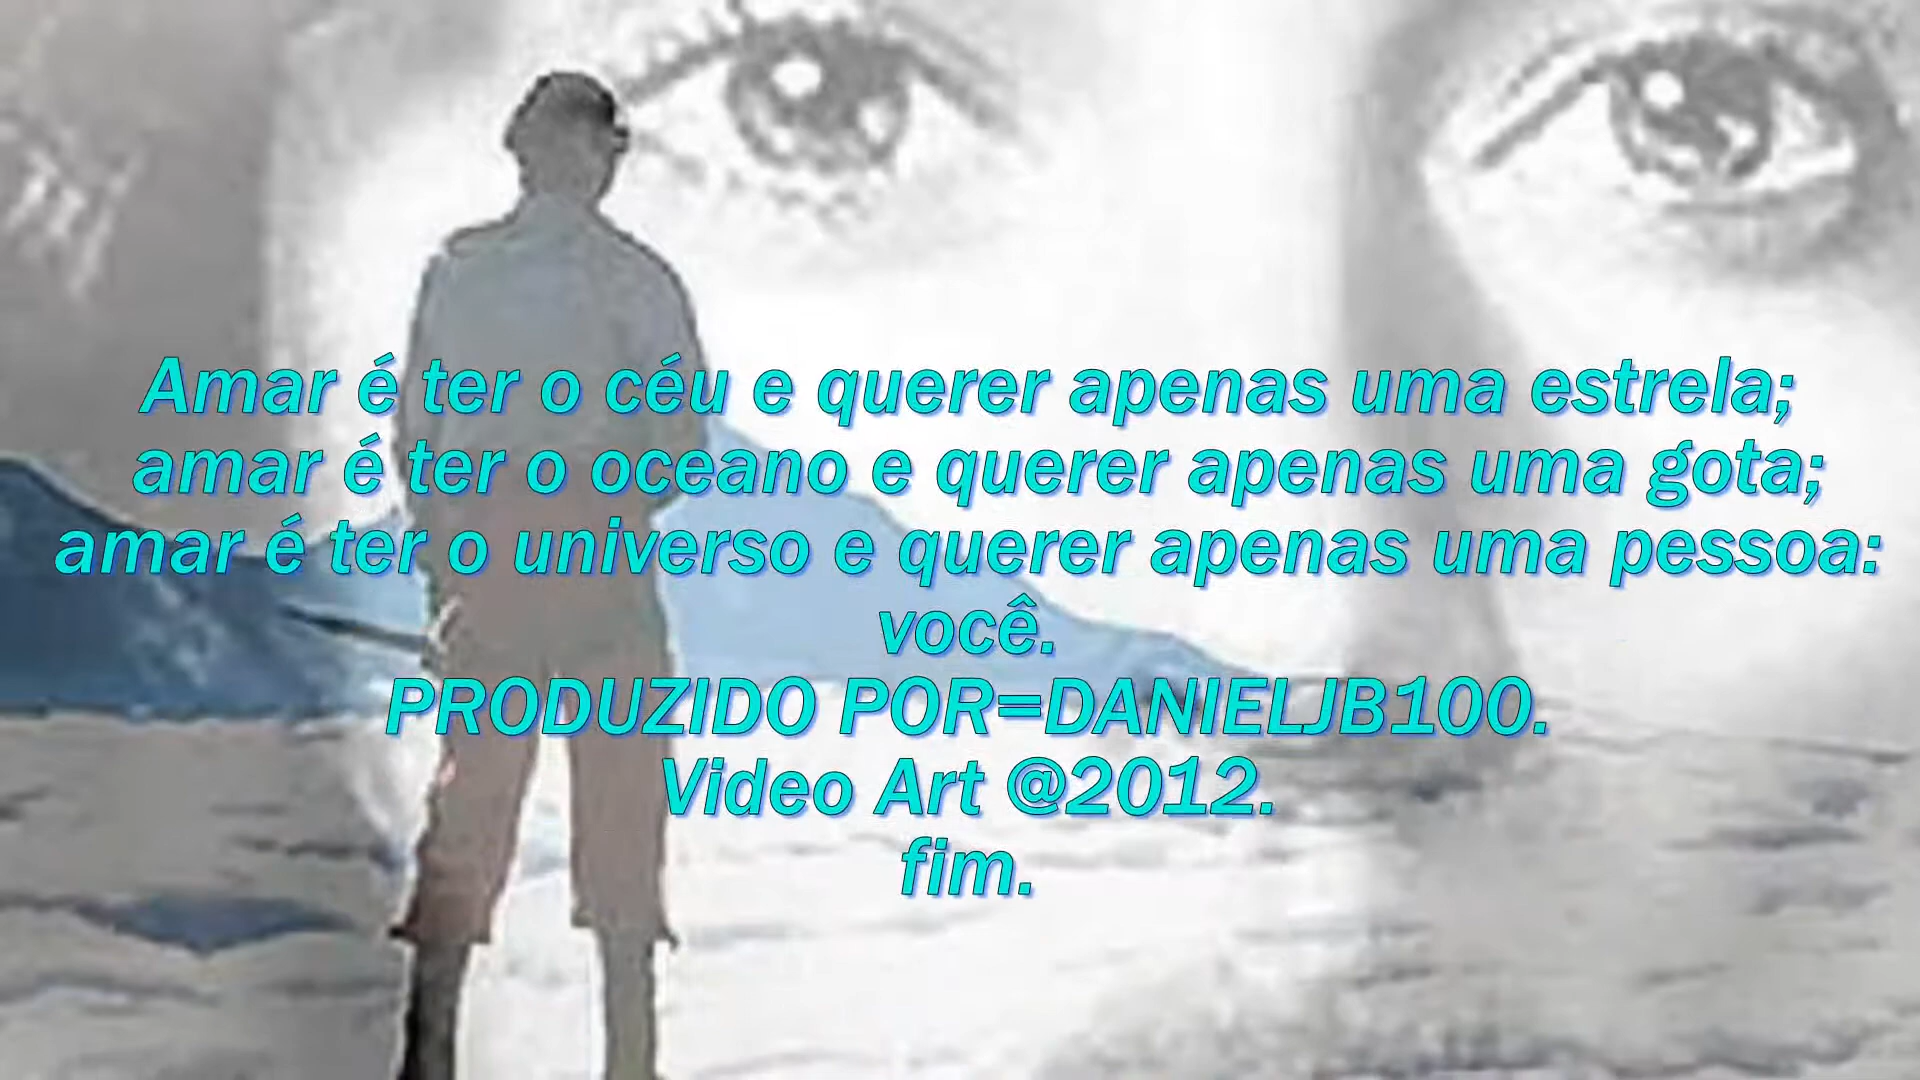 Amar é ter o céu e querer apenas uma estrela;
amar é ter o oceano e querer apenas uma gota;
amar é ter o universo e querer apenas uma pessoa:
você.
PRODUZIDO POR=DANIELJB100.
Video Art @2012.
fim.